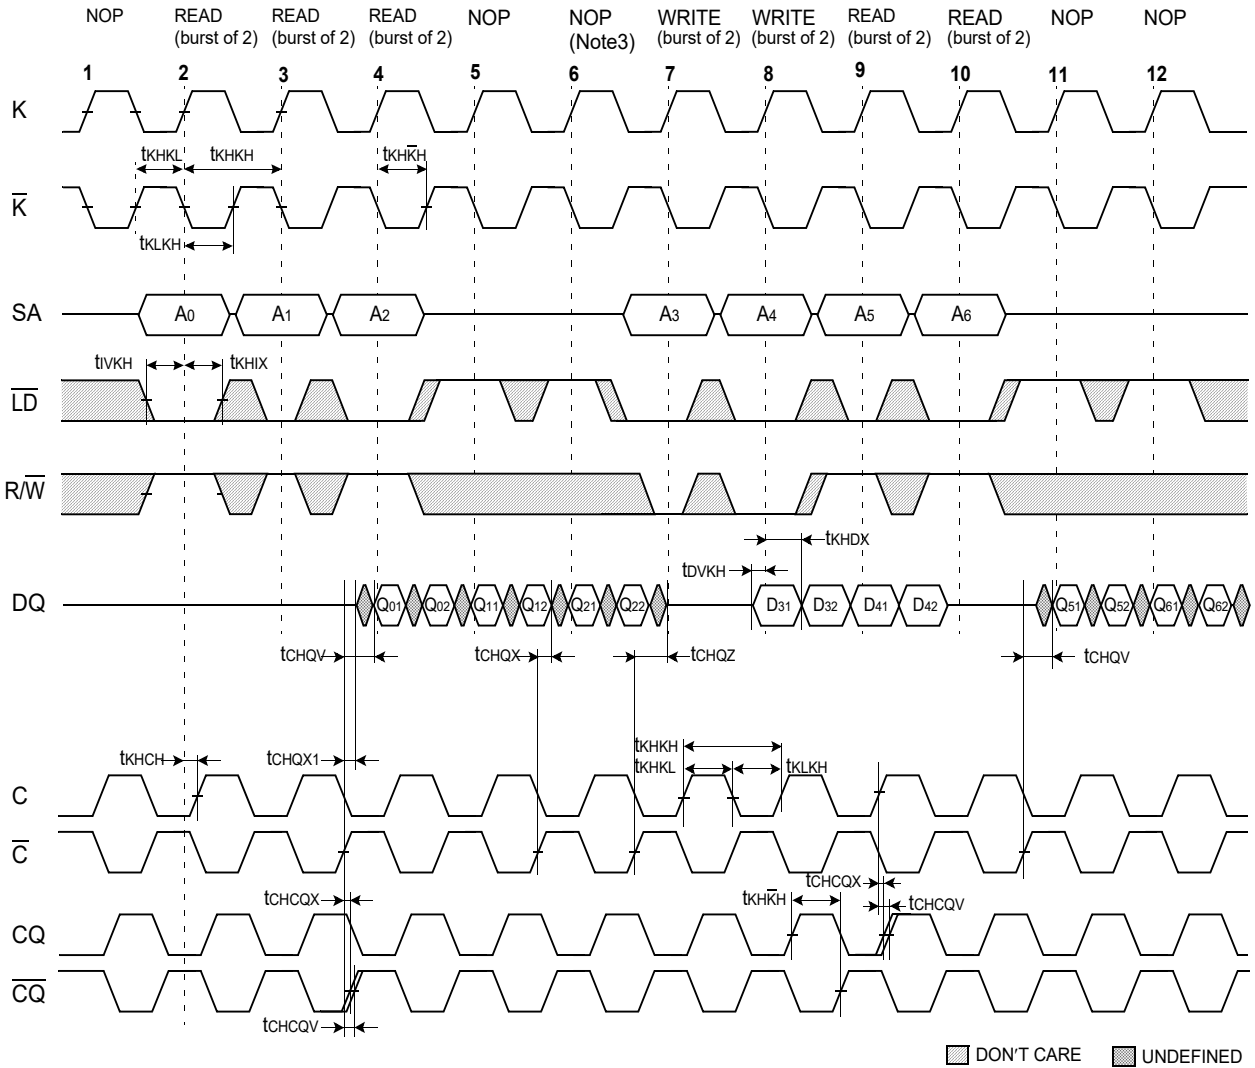 NOP READ READ READ NOP NOP WRITE WRITE READ READ NOP NOP
(burst of 2) (burst of 2) (burst of 2) (Note3) (burst of 2) (burst of 2) (burst of 2) (burst of 2)
1 2 3 4 5 6 7 8 9 10 11 12
K
tKHKL tKHKH tKHK̅H
K̅
tKLKH
SA A0 A1 A2 A3 A4 A5 A6
tIVKH tKHIX
L̅D̅
R/W̅
tKHDX
tDVKH
DQ Q01 Q02 Q11 Q12 Q21 Q22 D31 D32 D41 D42 Q51 Q52 Q61 Q62
tCHQV tCHQX tCHQZ tCHQV
tKHKH
tKHCH tCHQX1 tKHKL tKLKH
C
C̅
tCHCQX tKHK̅H tCHCQX
tCHCQV
CQ
C̅Q̅
tCHCQV
DON'T CARE UNDEFINED